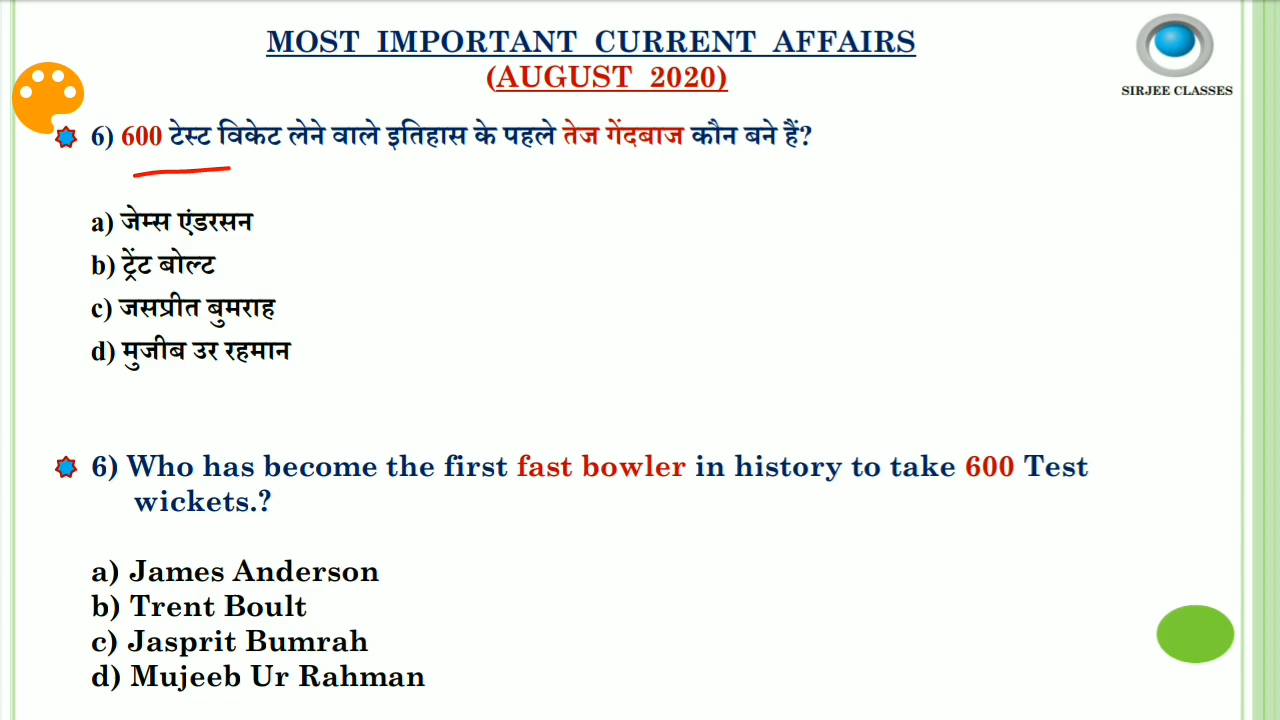 MOST IMPORTANT CURRENT AFFAIRS
(AUGUST 2020)
SIRJEE CLASSES
6) 600 टेस्ट विकेट लेने वाले इतिहास के पहले तेज गेंदबाज कौन बने हैं?
a) जेम्स एंडरसन
b) ट्रेंट बोल्ट
c) जसप्रीत बुमराह
d) मुजीब उर रहमान
6) Who has become the first fast bowler in history to take 600 Test
wickets.?
a) James Anderson
b) Trent Boult
c) Jasprit Bumrah
d) Mujeeb Ur Rahman